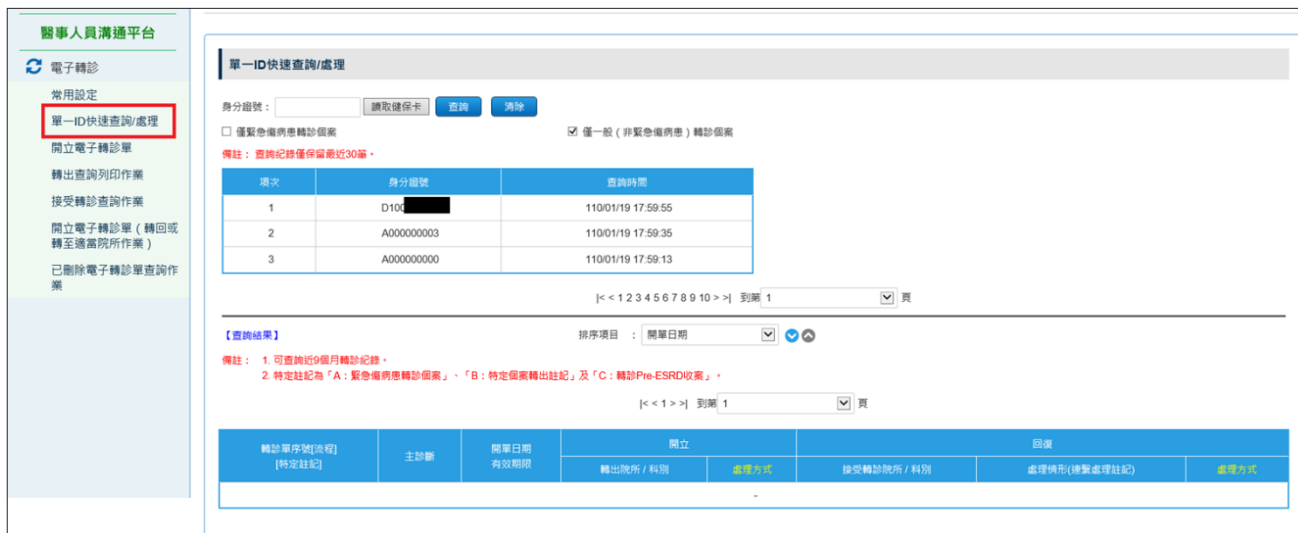 醫事人員溝通平台
電子轉診
常用設定
單一ID快速查詢/處理
開立電子轉診單
轉出查詢列印作業
接受轉診查詢作業
開立電子轉診單 ( 轉回或
轉至適當院所作業 )
已刪除電子轉診單查詢作
業
單一ID快速查詢/處理
身分證號 : 讀取健保卡 查詢 清除
僅緊急傷病患轉診個案 僅一般 ( 非緊急傷病患 ) 轉診個案
備註 : 查詢紀錄僅保留最近30筆。
項次 身分證號 查詢時間
1 D100 110/01/19 17:59:55
2 A000000003 110/01/19 17:59:35
3 A000000000 110/01/19 17:59:13
|< < 1 2 3 4 5 6 7 8 9 10 > >| 到第 1 頁
【查詢結果】 排序項目 : 開單日期
備註 : 1. 可查詢近9個月轉診紀錄。
2. 特定註記為「A : 緊急傷病患轉診個案」、「B : 特定個案轉出註記」及「C : 轉診Pre-ESRD收案」。
|< < 1 > >| 到第 1 頁
轉診單序號[流程] 主診斷 開單日期 開立 回復
[特定註記] 有效期限 轉出院所 / 科別 處理方式 接受轉診院所 / 科別 處理情形(連繫處理註記) 處理方式
-